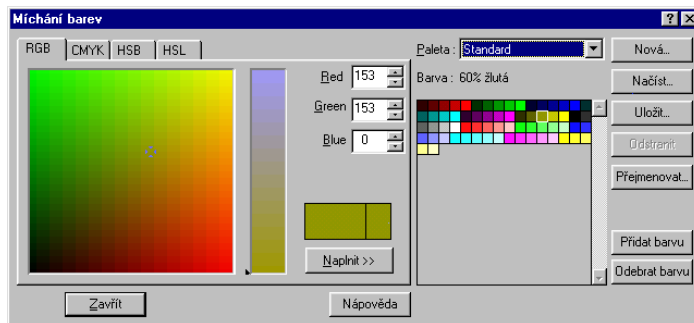 Míchání barev
RGB CMYK HSB HSL
Red 153
Green 153
Blue 0
Naplnit >>
Zavřít
Nápověda
Paleta : Standard
Barva : 60% žlutá
Nová...
Načíst...
Uložit...
Odstranit
Přejmenovat...
Přidat barvu
Odebrat barvu